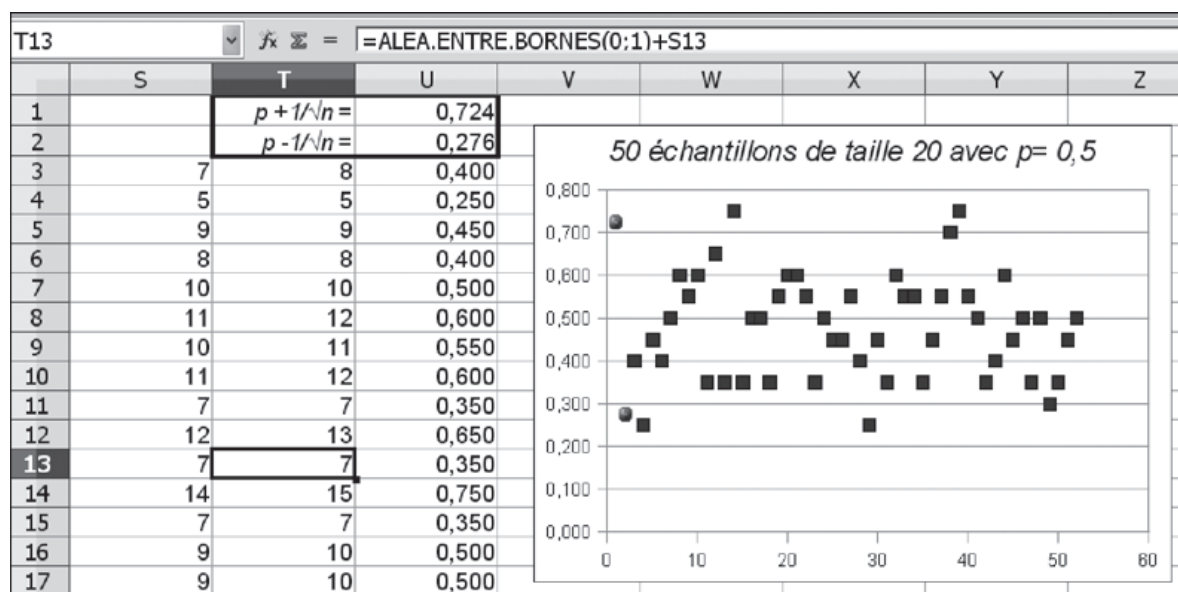 T13 =ALEA.ENTRE.BORNES(0;1)+S13
S T U V W X Y Z
1 p + 1/√n = 0,724
2 p - 1/√n = 0,276
3 7 8 0,400
4 5 5 0,250
5 9 9 0,450
6 8 8 0,400
7 10 10 0,500
8 11 12 0,600
9 10 11 0,550
10 11 12 0,600
11 7 7 0,350
12 12 13 0,650
13 7 7 0,350
14 14 15 0,750
15 7 7 0,350
16 9 10 0,500
17 9 10 0,500
50 échantillons de taille 20 avec p= 0,5
0,800
0,700
0,600
0,500
0,400
0,300
0,200
0,100
0,000
0 10 20 30 40 50 60